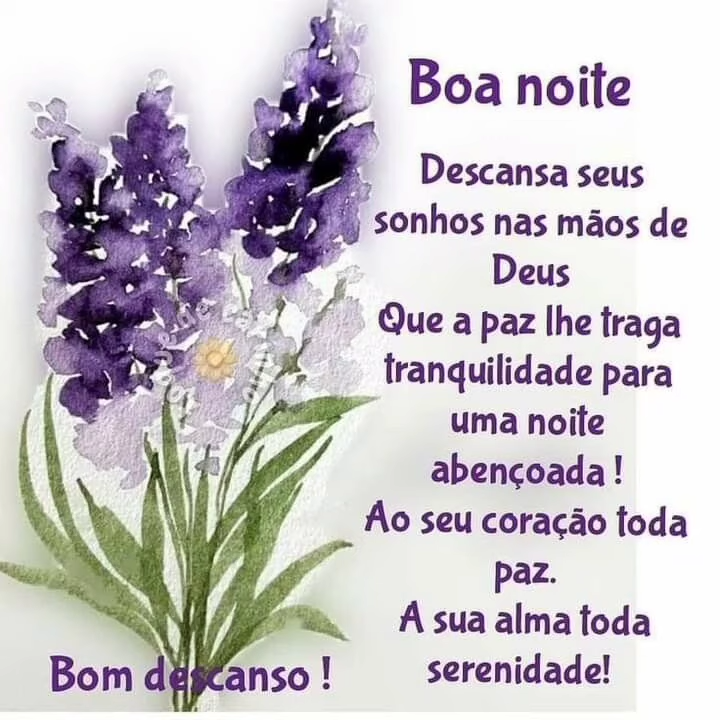 Boa noite
Descansa seus
sonhos nas mãos de
Deus
Que a paz lhe traga
tranquilidade para
uma noite
abençoada !
Ao seu coração toda
paz.
A sua alma toda
serenidade!
Bom descanso !